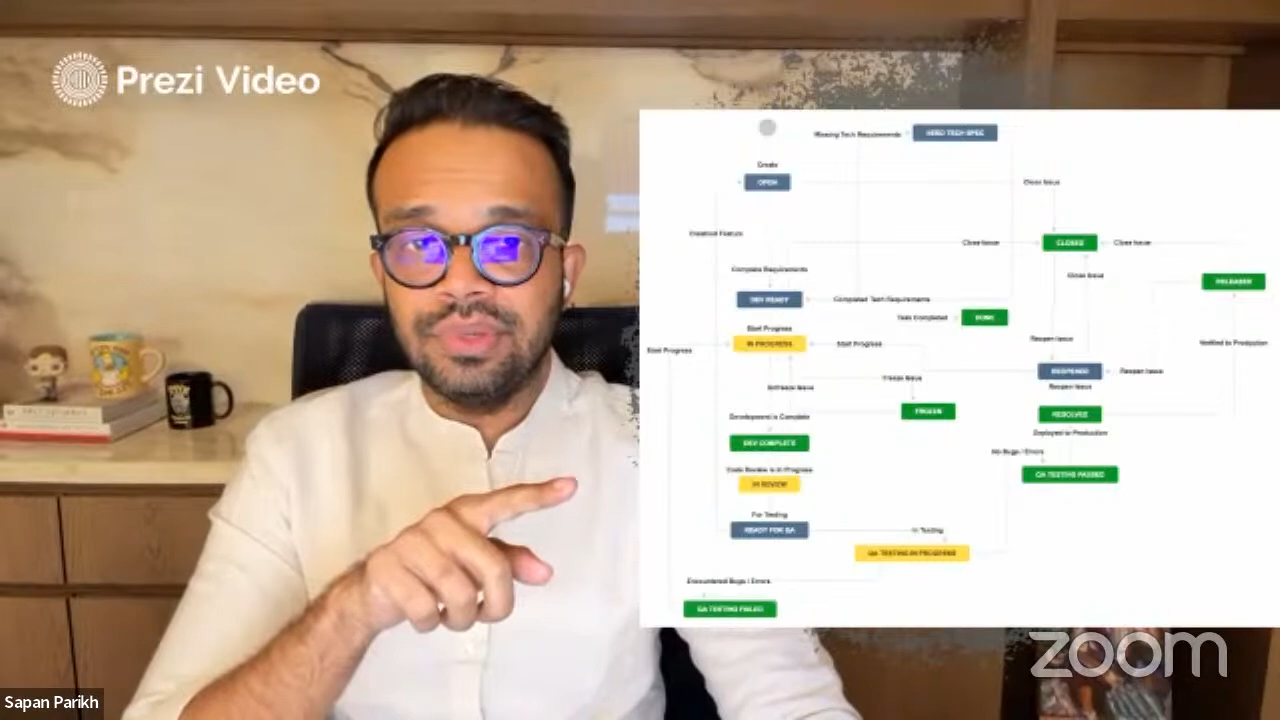 Prezi Video
Missing Tech Requirements
NEED TECH SPEC
Create
OPEN
Close Issue
Close Issue
CLOSED
Close Issue
Complete Requirements
Close Issue
RELEASED
DEV READY
Completed Tech Requirements
Task Completed
DONE
Start Progress
IN PROGRESS
Start Progress
Start Progress
Reopen Issue
Verified in Production
REOPENED
Reopen Issue
Freeze Issue
Unfreeze Issue
Reopen Issue
FROZEN
RESOLVED
Development is Complete
Deployed to Production
DEV COMPLETE
No Bugs / Errors
Code Review is in Progress
QA TESTING PASSED
IN REVIEW
For Testing
READY FOR QA
In Testing
QA TESTING IN PROGRESS
Encountered Bugs / Errors
QA TESTING FAILED
zoom
Sapan Parikh